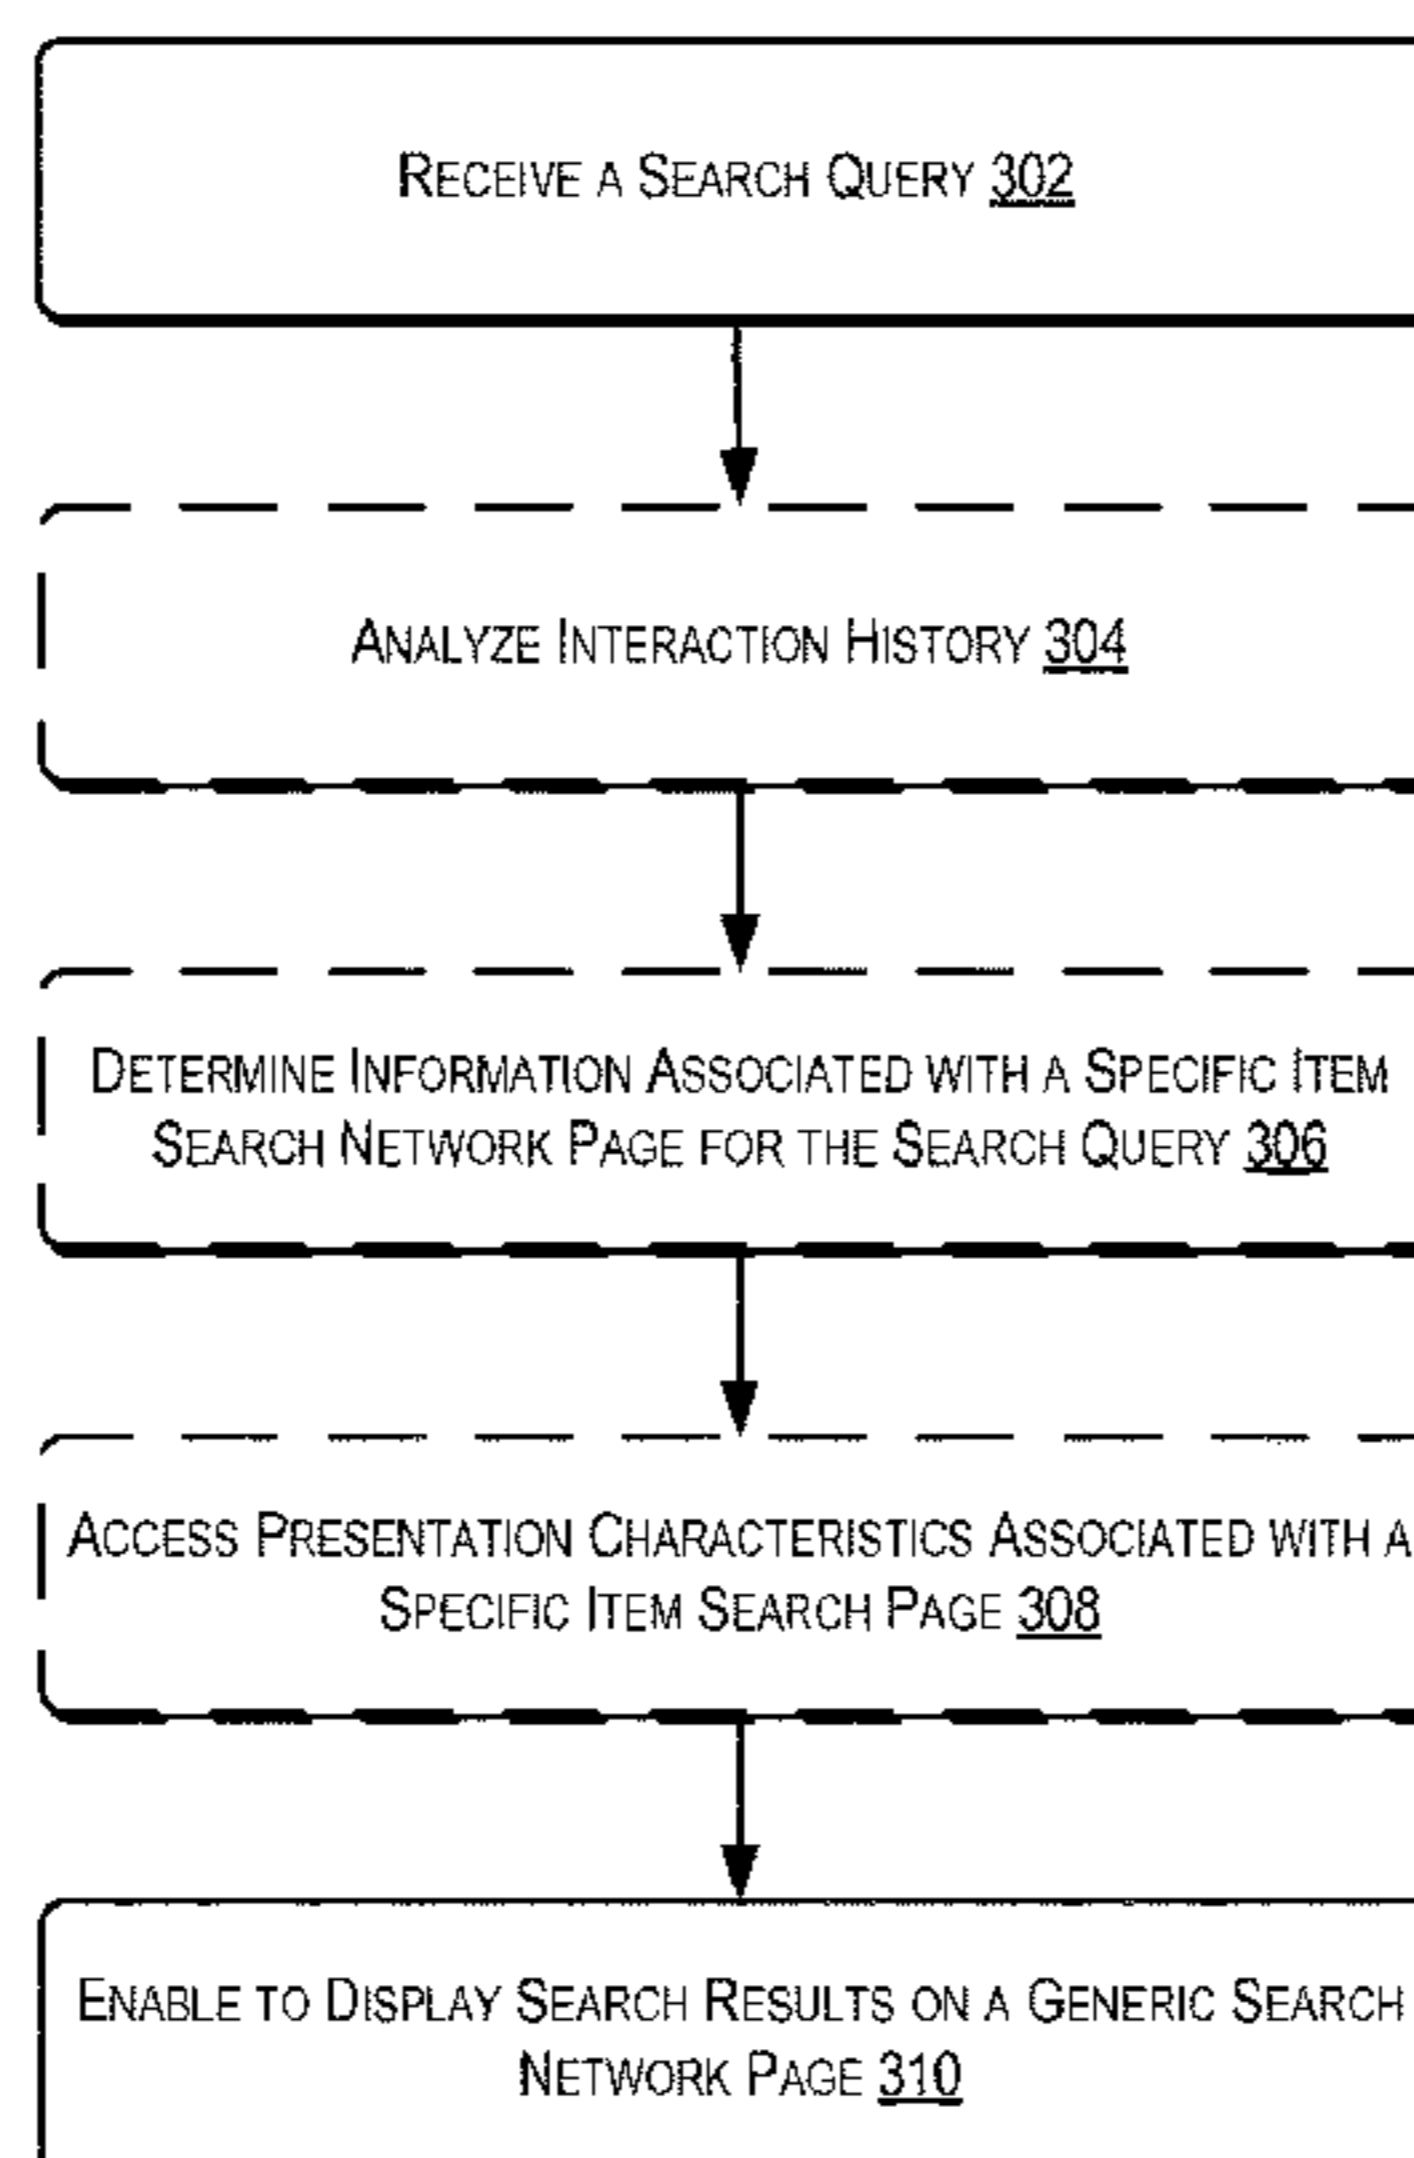 RECEIVE A SEARCH QUERY 302
ANALYZE INTERACTION HISTORY 304
DETERMINE INFORMATION ASSOCIATED WITH A SPECIFIC ITEM
SEARCH NETWORK PAGE FOR THE SEARCH QUERY 306
ACCESS PRESENTATION CHARACTERISTICS ASSOCIATED WITH A
SPECIFIC ITEM SEARCH PAGE 308
ENABLE TO DISPLAY SEARCH RESULTS ON A GENERIC SEARCH
NETWORK PAGE 310